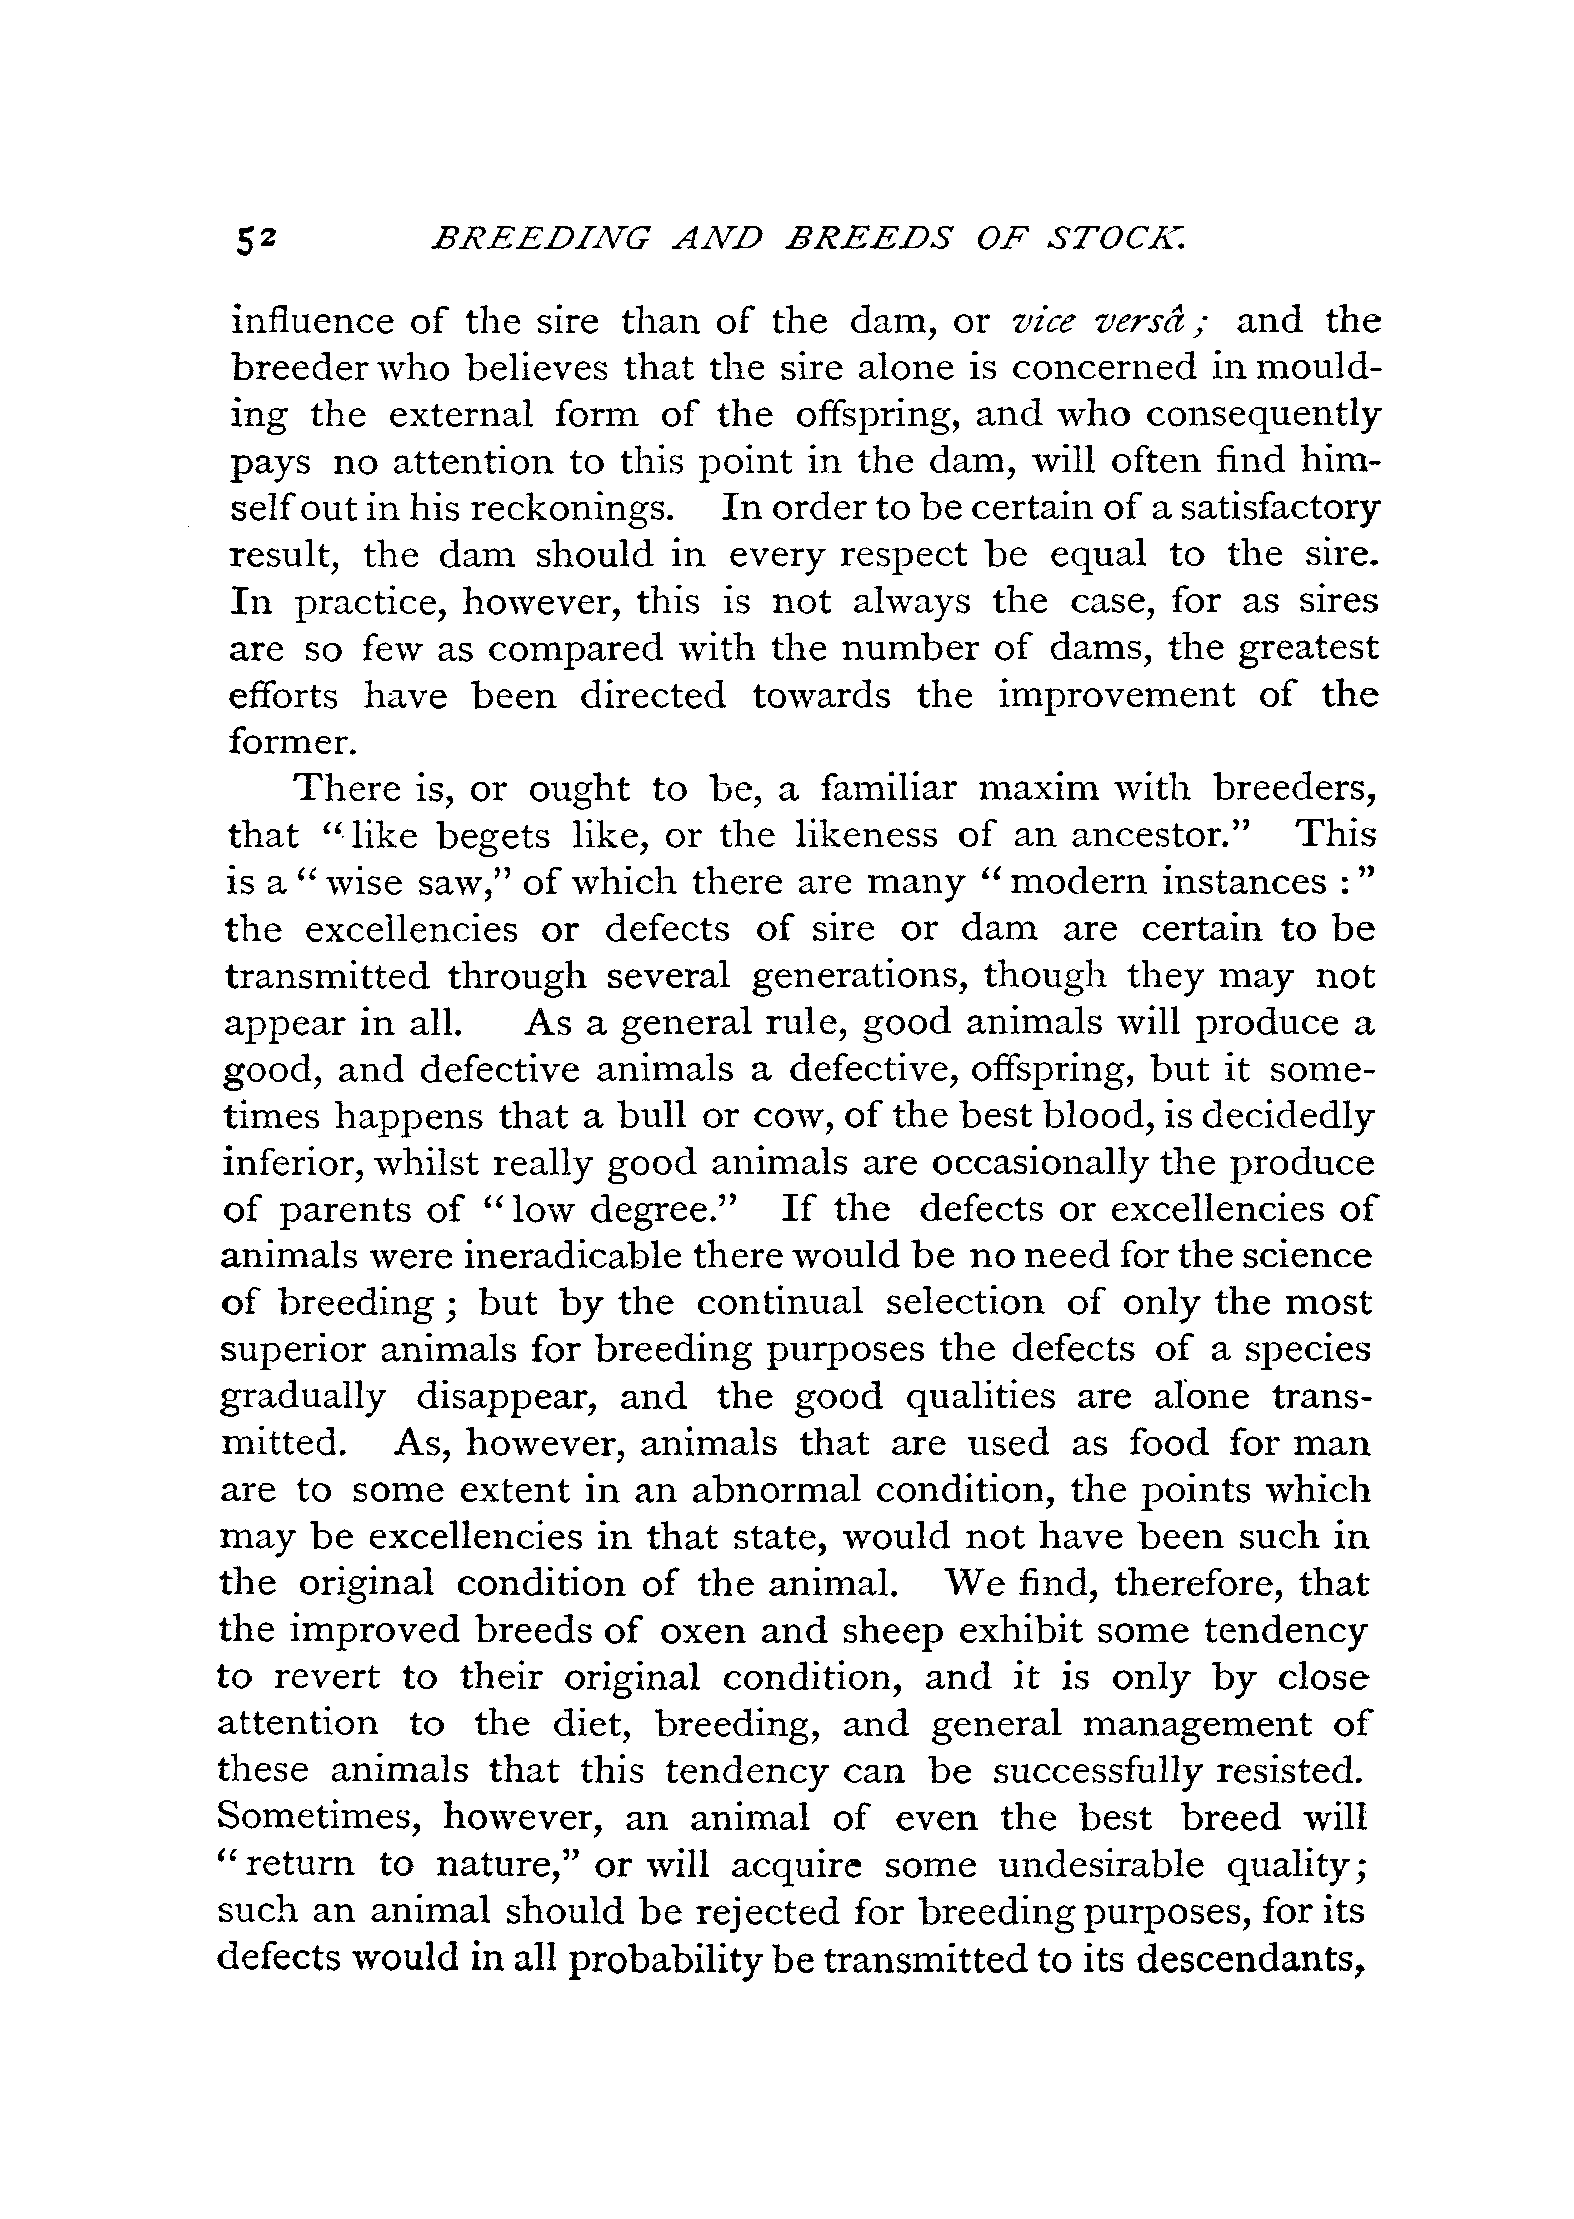 52 BREEDING AND BREEDS OF STOCK.
influence of the sire than of the dam, or vice versâ; and the
breeder who believes that the sire alone is concerned in mould-
ing the external form of the offspring, and who consequently
pays no attention to this point in the dam, will often find him-
self out in his reckonings. In order to be certain of a satisfactory
result, the dam should in every respect be equal to the sire.
In practice, however, this is not always the case, for as sires
are so few as compared with the number of dams, the greatest
efforts have been directed towards the improvement of the
former.
There is, or ought to be, a familiar maxim with breeders,
that "like begets like, or the likeness of an ancestor." This
is a "wise saw," of which there are many "modern instances :"
the excellencies or defects of sire or dam are certain to be
transmitted through several generations, though they may not
appear in all. As a general rule, good animals will produce a
good, and defective animals a defective, offspring, but it some-
times happens that a bull or cow, of the best blood, is decidedly
inferior, whilst really good animals are occasionally the produce
of parents of "low degree." If the defects or excellencies of
animals were ineradicable there would be no need for the science
of breeding ; but by the continual selection of only the most
superior animals for breeding purposes the defects of a species
gradually disappear, and the good qualities are alone trans-
mitted. As, however, animals that are used as food for man
are to some extent in an abnormal condition, the points which
may be excellencies in that state, would not have been such in
the original condition of the animal. We find, therefore, that
the improved breeds of oxen and sheep exhibit some tendency
to revert to their original condition, and it is only by close
attention to the diet, breeding, and general management of
these animals that this tendency can be successfully resisted.
Sometimes, however, an animal of even the best breed will
"return to nature," or will acquire some undesirable quality;
such an animal should be rejected for breeding purposes, for its
defects would in all probability be transmitted to its descendants,